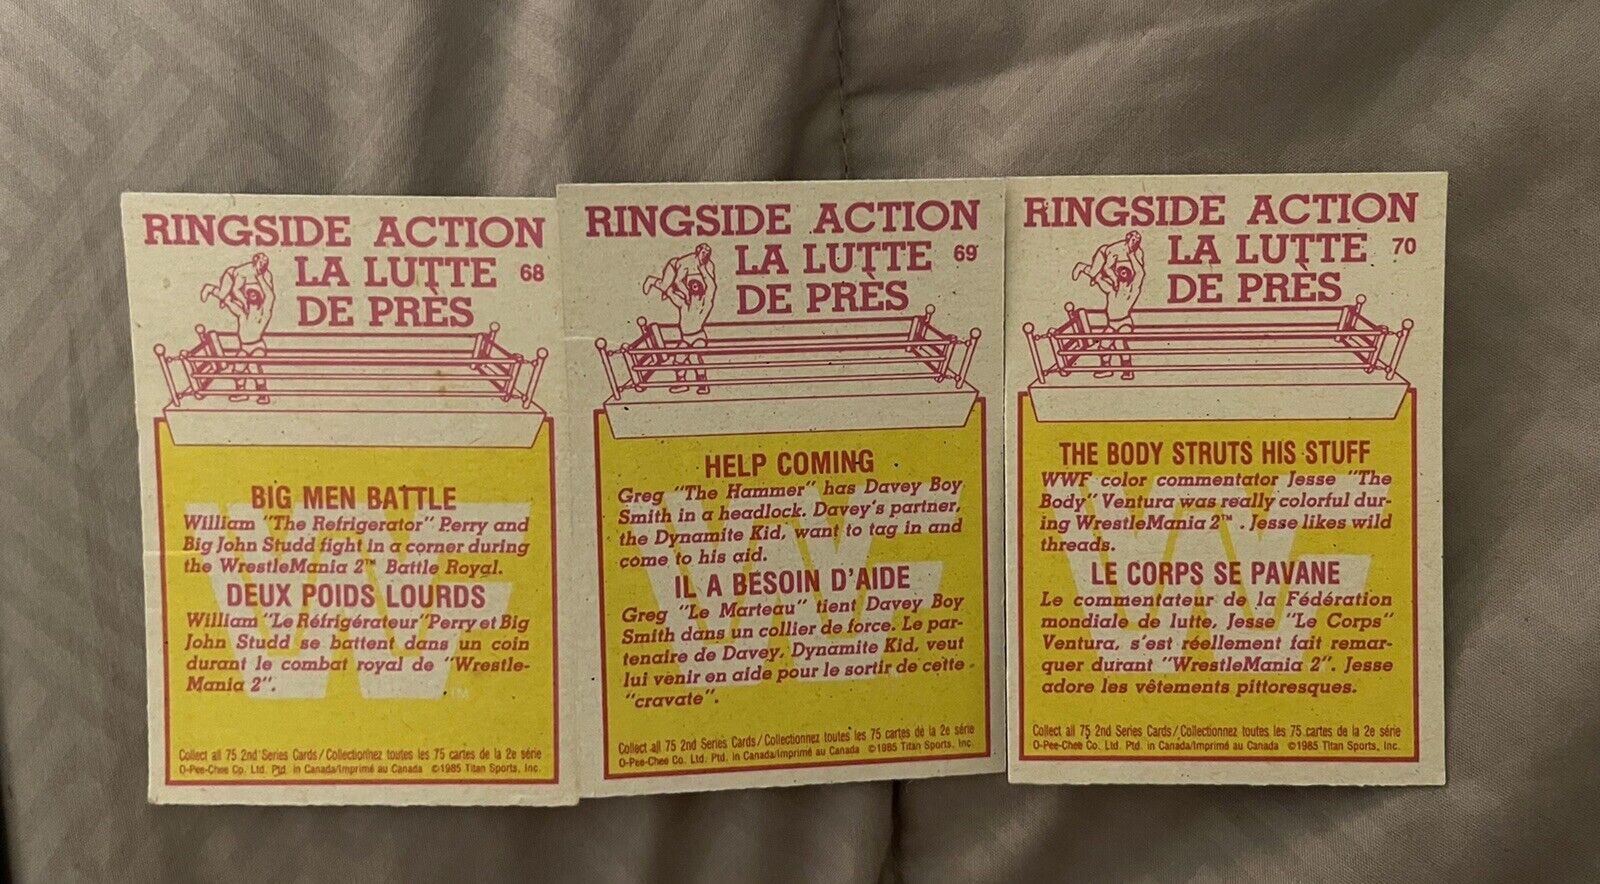 RINGSIDE ACTION
LA LUTTE 68
DE PRÈS
BIG MEN BATTLE
William "The Refrigerator" Perry and
Big John Studd fight in a corner during
the WrestleMania 2™ Battle Royal.
DEUX POIDS LOURDS
William "Le Réfrigérateur" Perry et Big
John Studd se battent dans un coin
durant le combat royal de "Wrestle-
Mania 2".
TM
Collect all 75 2nd Series Cards/Collectionnez toutes les 75 cartes de la 2e série
O-Pee-Chee Co. Ltd. Ptd. in Canada/Imprimé au Canada ©1985 Titan Sports, Inc.
RINGSIDE ACTION
LA LUTTE 69
DE PRÈS
HELP COMING
Greg "The Hammer" has Davey Boy
Smith in a headlock. Davey's partner,
the Dynamite Kid, want to tag in and
come to his aid.
IL A BESOIN D'AIDE
Greg "Le Marteau" tient Davey Boy
Smith dans un collier de force. Le par-
tenaire de Davey, Dynamite Kid, veut
lui venir en aide pour le sortir de cette
"cravate".
Collect all 75 2nd Series Cards/Collectionnez toutes les 75 cartes de la 2e série
O-Pee-Chee Co. Ltd. Ptd. in Canada/Imprimé au Canada ©1985 Titan Sports, Inc.
RINGSIDE ACTION
LA LUTTE 70
DE PRÈS
THE BODY STRUTS HIS STUFF
WWF color commentator Jesse "The
Body" Ventura was really colorful dur-
ing WrestleMania 2™. Jesse likes wild
threads.
LE CORPS SE PAVANE
Le commentateur de la Fédération
mondiale de lutte, Jesse "Le Corps"
Ventura, s'est réellement fait remar-
quer durant "WrestleMania 2". Jesse
adore les vêtements pittoresques.
Collect all 75 2nd Series Cards/Collectionnez toutes les 75 cartes de la 2e série
O-Pee-Chee Co. Ltd. Ptd. in Canada/Imprimé au Canada ©1985 Titan Sports, Inc.